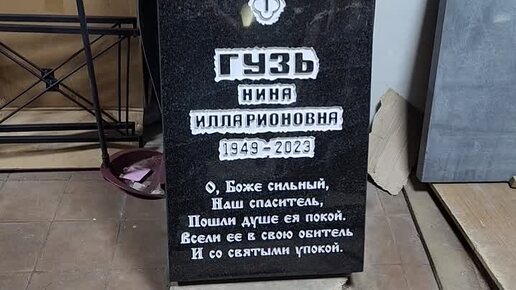 ГУЗЬ
НИНА
ИЛЛАРИОНОВНА
1949-2023
О, Боже сильный,
Наш спаситель,
Пошли душе ея покой.
Всели ее в свою обитель
И со святыми упокой.